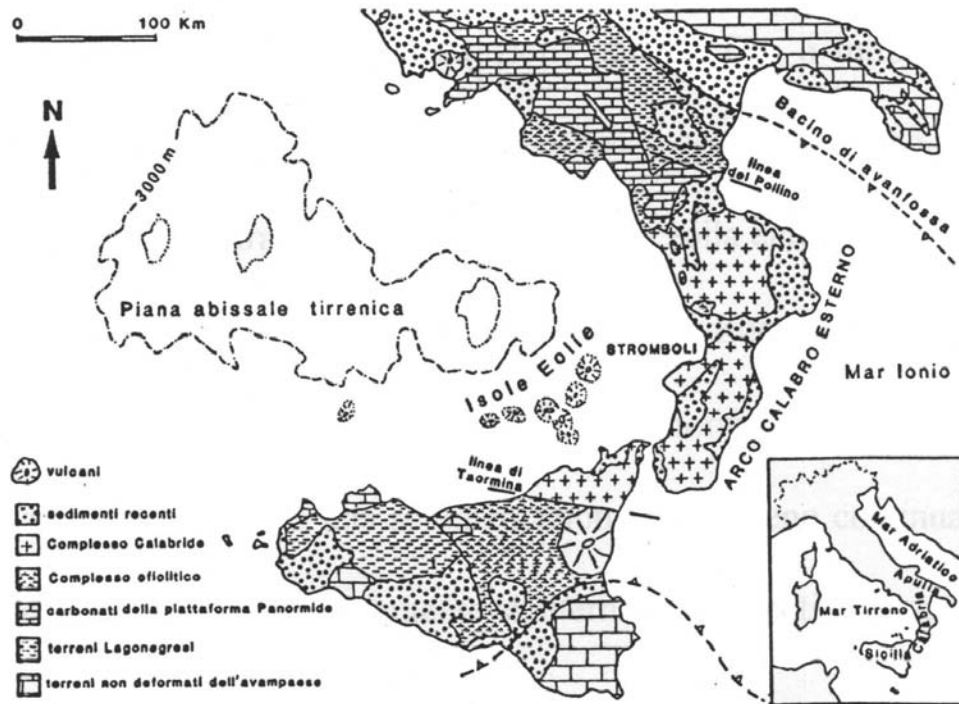 0 100 Km
N
3000 m
Bacino di avanfossa
linea
del Pollino
Piana abissale tirrenica
STROMBOLI
Isole Eolie
ARCO CALABRO ESTERNO
Mar Ionio
linea di
Taormina
vulcani
sedimenti recenti
Complesso Calabride
Complesso ofiolitico
carbonati della piattaforma Panormide
terreni Lagonegresi
terreni non deformati dell'avampaese
Mar Adriatico
Apulia
Mar Tirreno
Calabria
Sicilia